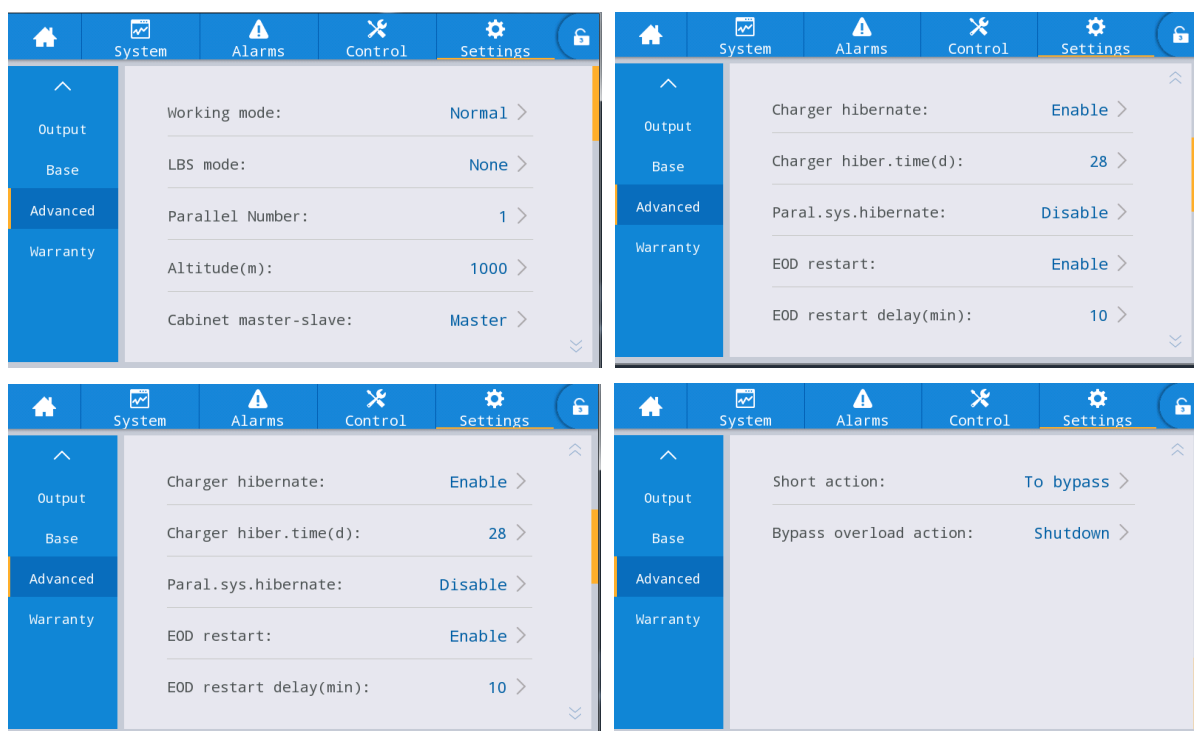 System Alarms Control Settings
Output
Base
Advanced
Warranty
Working mode: Normal
LBS mode: None
Parallel Number: 1
Altitude(m): 1000
Cabinet master-slave: Master
System Alarms Control Settings
Output
Base
Advanced
Warranty
Charger hibernate: Enable
Charger hiber.time(d): 28
Paral.sys.hibernate: Disable
EOD restart: Enable
EOD restart delay(min): 10
System Alarms Control Settings
Output
Base
Advanced
Warranty
Charger hibernate: Enable
Charger hiber.time(d): 28
Paral.sys.hibernate: Disable
EOD restart: Enable
EOD restart delay(min): 10
System Alarms Control Settings
Output
Base
Advanced
Warranty
Short action: To bypass
Bypass overload action: Shutdown